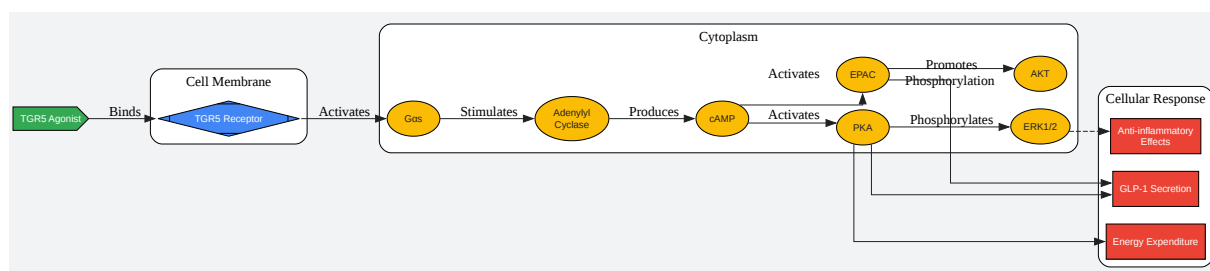 Cytoplasm
Cell Membrane
TGR5 Agonist
Binds
TGR5 Receptor
Activates
Gαs
Stimulates
Adenylyl
Cyclase
Produces
cAMP
Activates
Activates
EPAC
PKA
Promotes
Phosphorylation
Phosphorylates
AKT
ERK1/2
Cellular Response
Anti-inflammatory
Effects
GLP-1 Secretion
Energy Expenditure